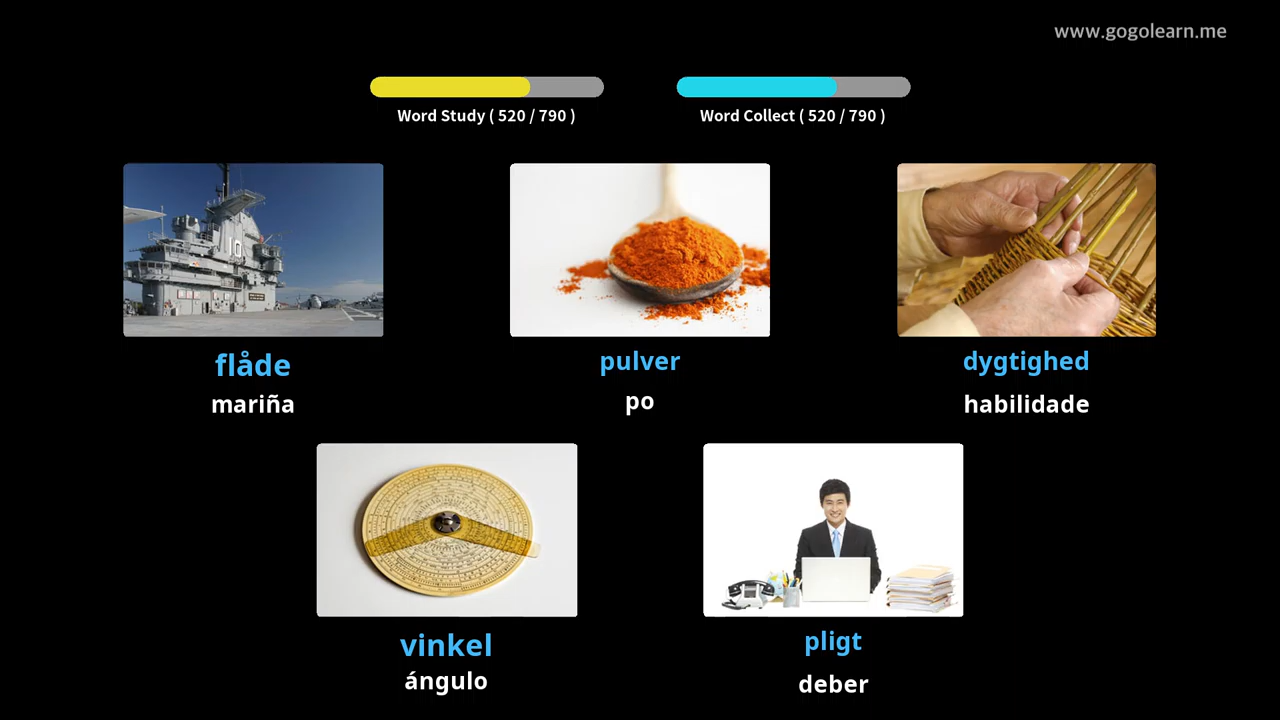 www.gogolearn.me
Word Study ( 520 / 790 )
Word Collect ( 520 / 790 )
flåde
mariña
pulver
po
dygtighed
habilidade
vinkel
ángulo
pligt
deber